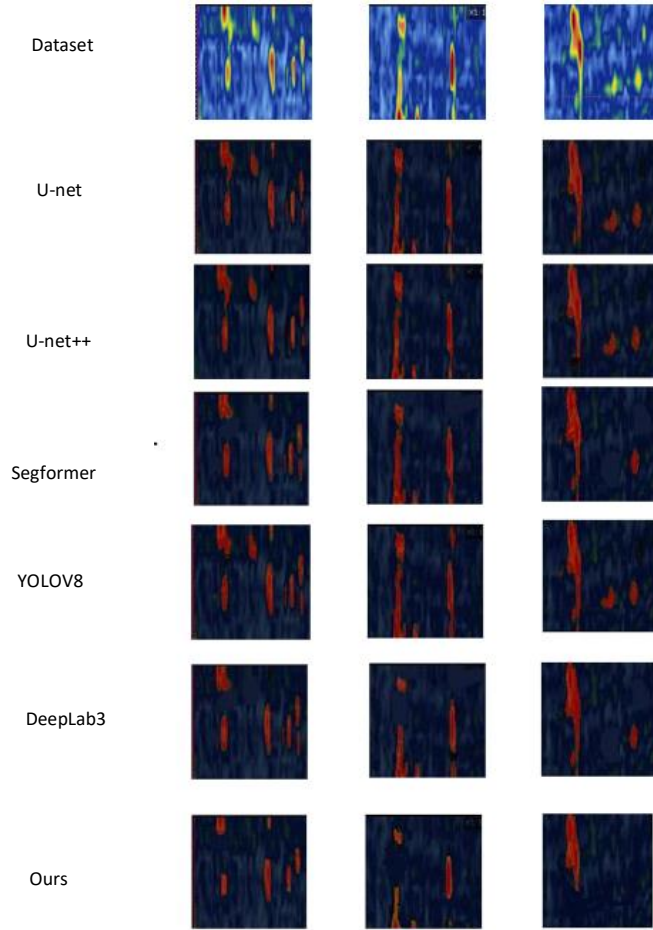 Dataset
U-net
U-net++
Segformer
YOLOV8
DeepLab3
Ours